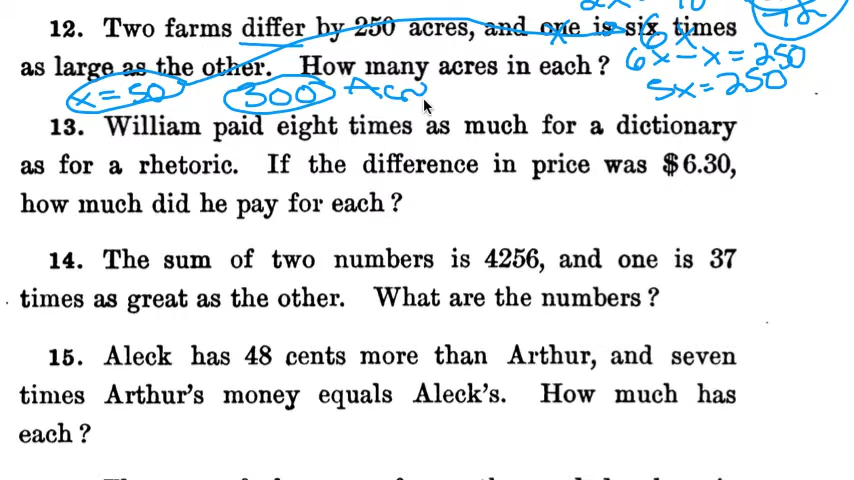 12. Two farms differ by 250 acres, and one is six times
x 6x
as large as the other. How many acres in each?
6x - x = 250
x = 50 300 Acr
5x = 250
13. William paid eight times as much for a dictionary
as for a rhetoric. If the difference in price was $6.30,
how much did he pay for each?
14. The sum of two numbers is 4256, and one is 37
times as great as the other. What are the numbers?
15. Aleck has 48 cents more than Arthur, and seven
times Arthur's money equals Aleck's. How much has
each?